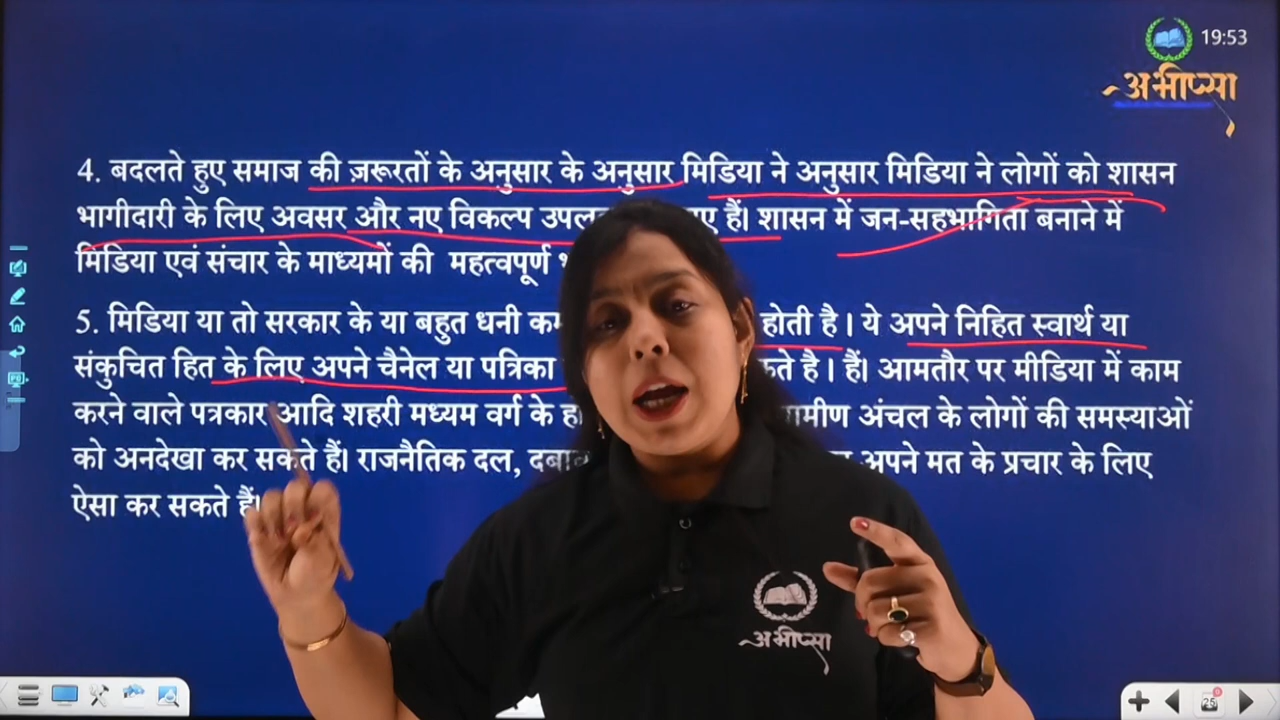 19:53
अभीप्सा
4. बदलते हुए समाज की ज़रूरतों के अनुसार के अनुसार मिडिया ने अनुसार मिडिया ने लोगों को शासन
भागीदारी के लिए अवसर और नए विकल्प हैं। शासन में जन-सहभागिता बनाने में
मिडिया एवं संचार के माध्यमों की महत्वपूर्ण
5. मिडिया या तो सरकार के या बहुत धनी होती है । ये अपने निहित स्वार्थ या
संकुचित हित के लिए अपने चैनेल या पत्रिका है । हैं। आमतौर पर मीडिया में काम
करने वाले पत्रकार आदि शहरी मध्यम वर्ग के अंचल के लोगों की समस्याओं
को अनदेखा कर सकते हैं। राजनैतिक दल, अपने मत के प्रचार के लिए
ऐसा कर सकते हैं।
अभीप्सा
25